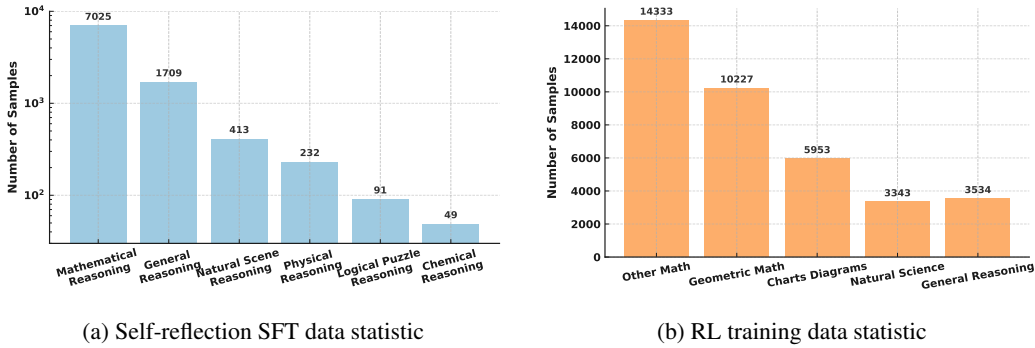 10⁴
10³
10²
Number of Samples
7025
1709
413
232
91
49
Mathematical
Reasoning
General
Reasoning
Natural Scene
Reasoning
Physical
Reasoning
Logical Puzzle
Reasoning
Chemical
Reasoning
(a) Self-reflection SFT data statistic
14000
12000
10000
8000
6000
4000
2000
0
Number of Samples
14333
10227
5953
3343
3534
Other Math
Geometric Math
Charts Diagrams
Natural Science
General Reasoning
(b) RL training data statistic